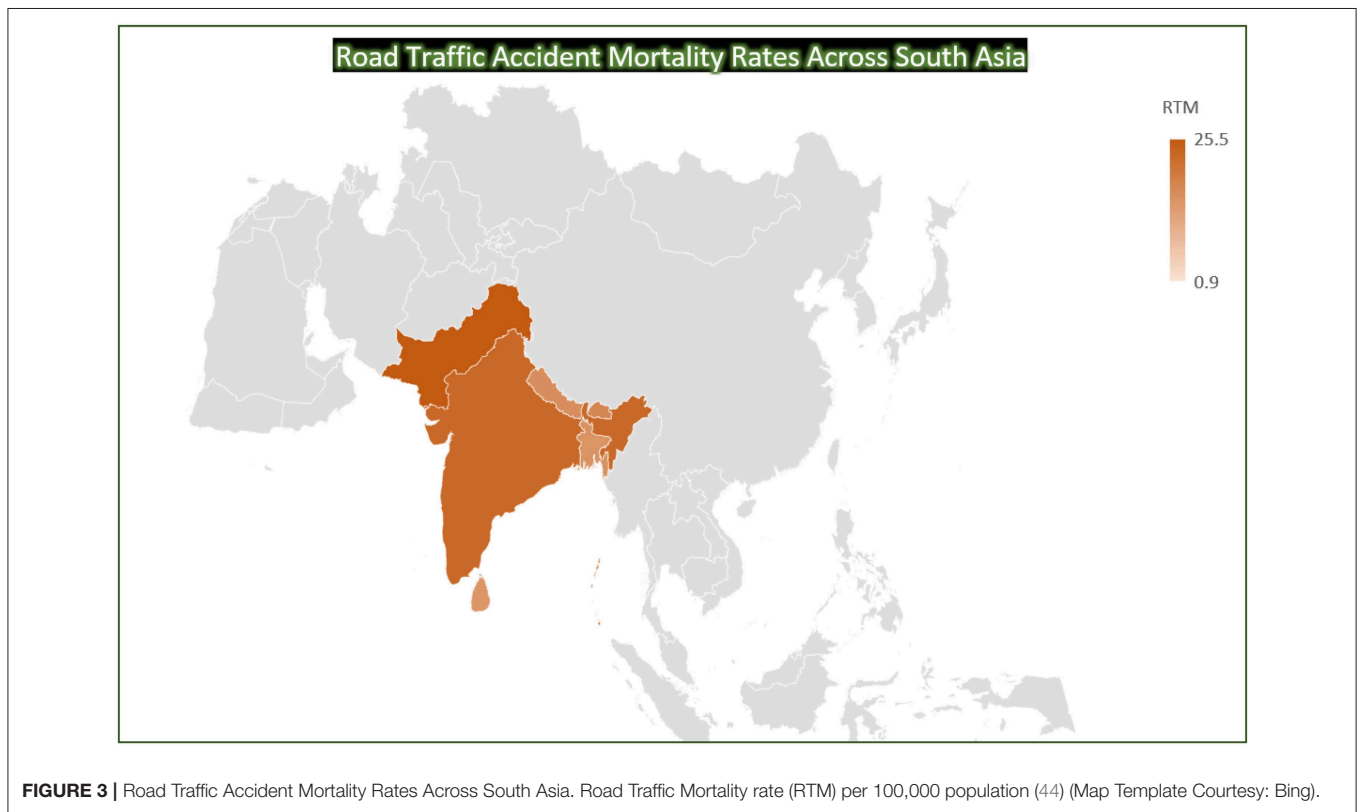 Road Traffic Accident Mortality Rates Across South Asia
RTM
25.5
0.9
FIGURE 3 | Road Traffic Accident Mortality Rates Across South Asia. Road Traffic Mortality rate (RTM) per 100,000 population (44) (Map Template Courtesy: Bing).